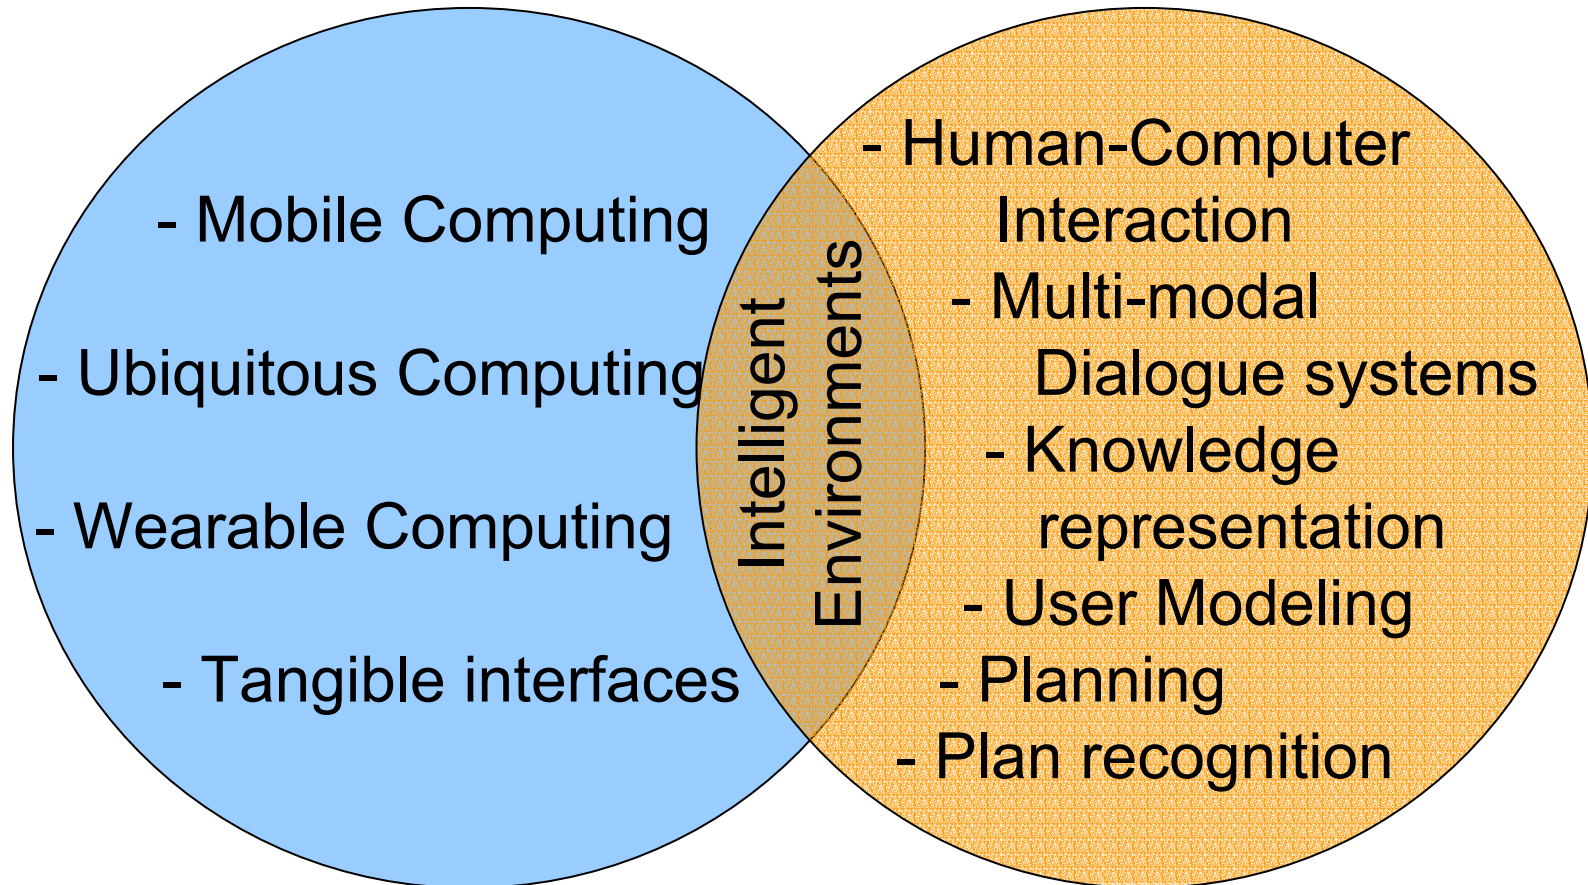 - Mobile Computing
- Ubiquitous Computing
- Wearable Computing
- Tangible interfaces
Intelligent
Environments
- Human-Computer
Interaction
- Multi-modal
Dialogue systems
- Knowledge
representation
- User Modeling
- Planning
- Plan recognition